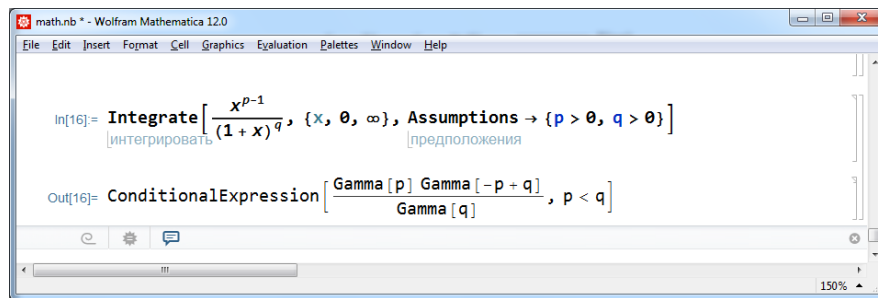 math.nb * - Wolfram Mathematica 12.0
File Edit Insert Format Cell Graphics Evaluation Palettes Window Help
In[16]:= Integrate[x^(p-1)/(1 + x)^q, {x, 0, ∞}, Assumptions → {p > 0, q > 0}]
интегрировать предположения
Out[16]= ConditionalExpression[Gamma[p] Gamma[-p + q]/Gamma[q], p < q]
150%